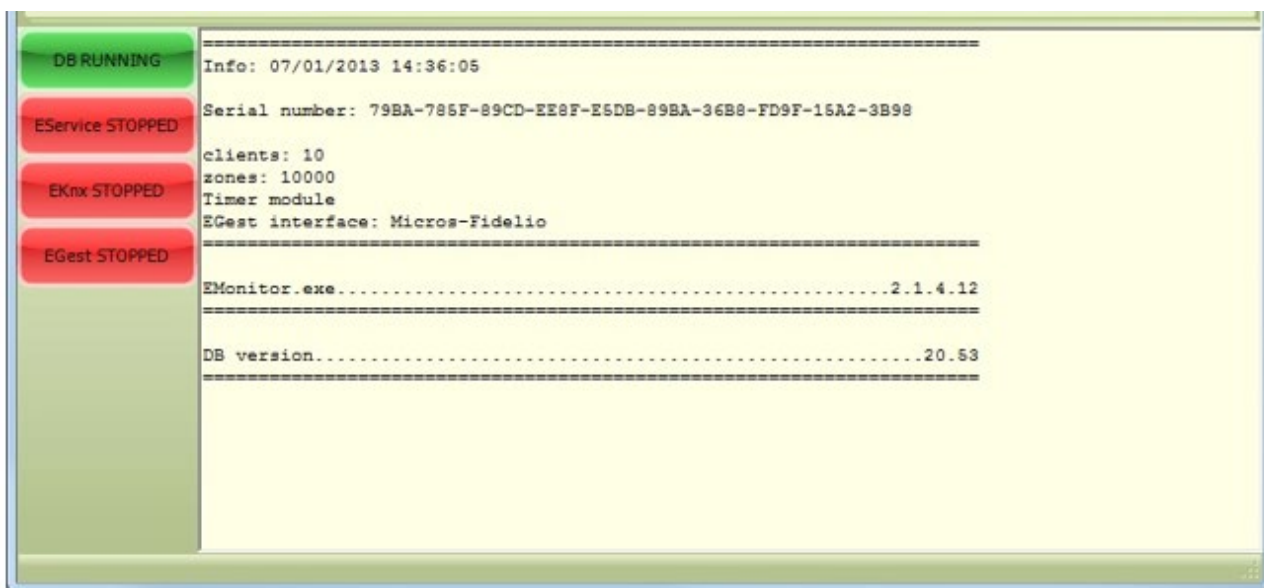 DB RUNNING
EService STOPPED
EKnx STOPPED
EGest STOPPED
======================================================================
Info: 07/01/2013 14:36:05
Serial number: 79BA-785F-89CD-EE8F-E5DB-89BA-36B8-FD9F-15A2-3B98
clients: 10
zones: 10000
Timer module
EGest interface: Micros-Fidelio
======================================================================
EMonitor.exe..................................................2.1.4.12
======================================================================
DB version.......................................................20.53
======================================================================